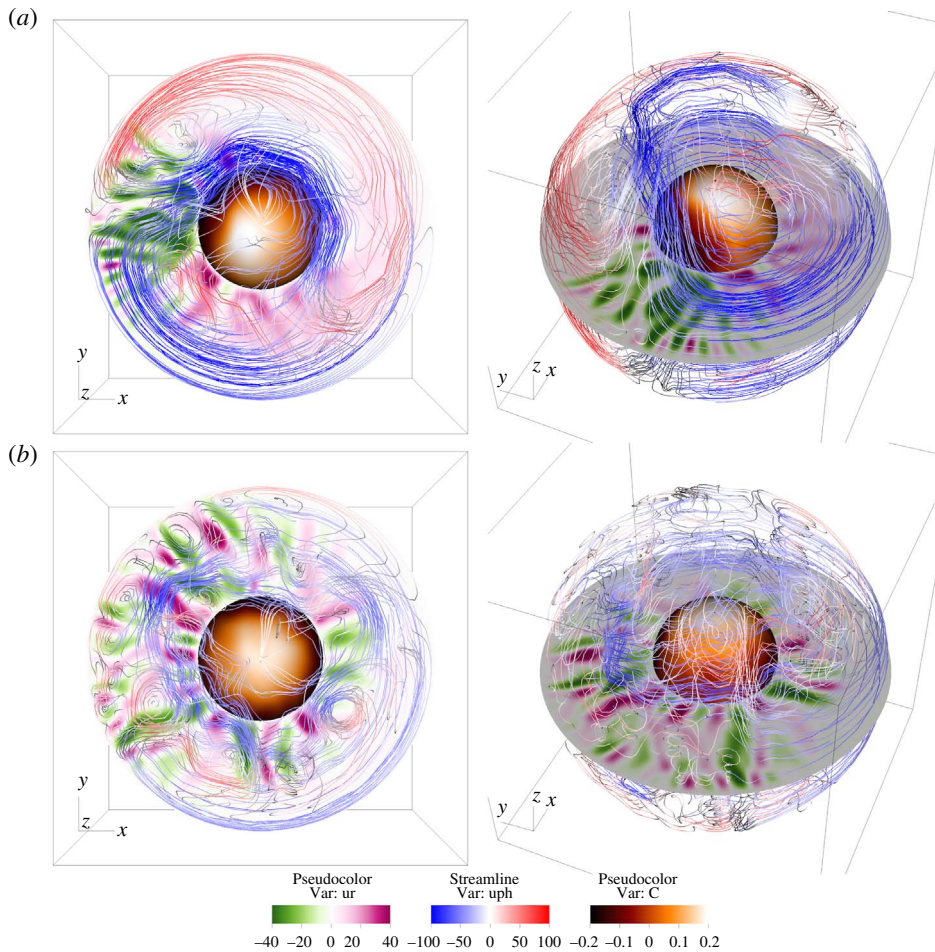 (a)
y
z
x
y
z
x
(b)
y
z
x
y
z
x
Pseudocolor
Var: ur
−40 −20 0 20 40
Streamline
Var: uph
−100 −50 0 50 100
Pseudocolor
Var: C
−0.2 −0.1 0 0.1 0.2